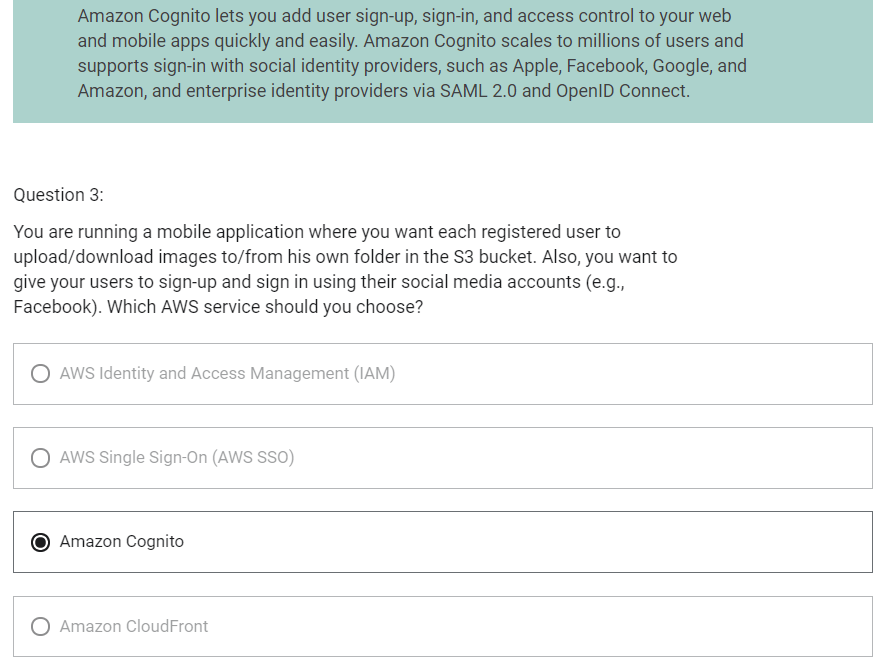 Amazon Cognito lets you add user sign-up, sign-in, and access control to your web
and mobile apps quickly and easily. Amazon Cognito scales to millions of users and
supports sign-in with social identity providers, such as Apple, Facebook, Google, and
Amazon, and enterprise identity providers via SAML 2.0 and OpenID Connect.
Question 3:
You are running a mobile application where you want each registered user to
upload/download images to/from his own folder in the S3 bucket. Also, you want to
give your users to sign-up and sign in using their social media accounts (e.g.,
Facebook). Which AWS service should you choose?
AWS Identity and Access Management (IAM)
AWS Single Sign-On (AWS SSO)
Amazon Cognito
Amazon CloudFront